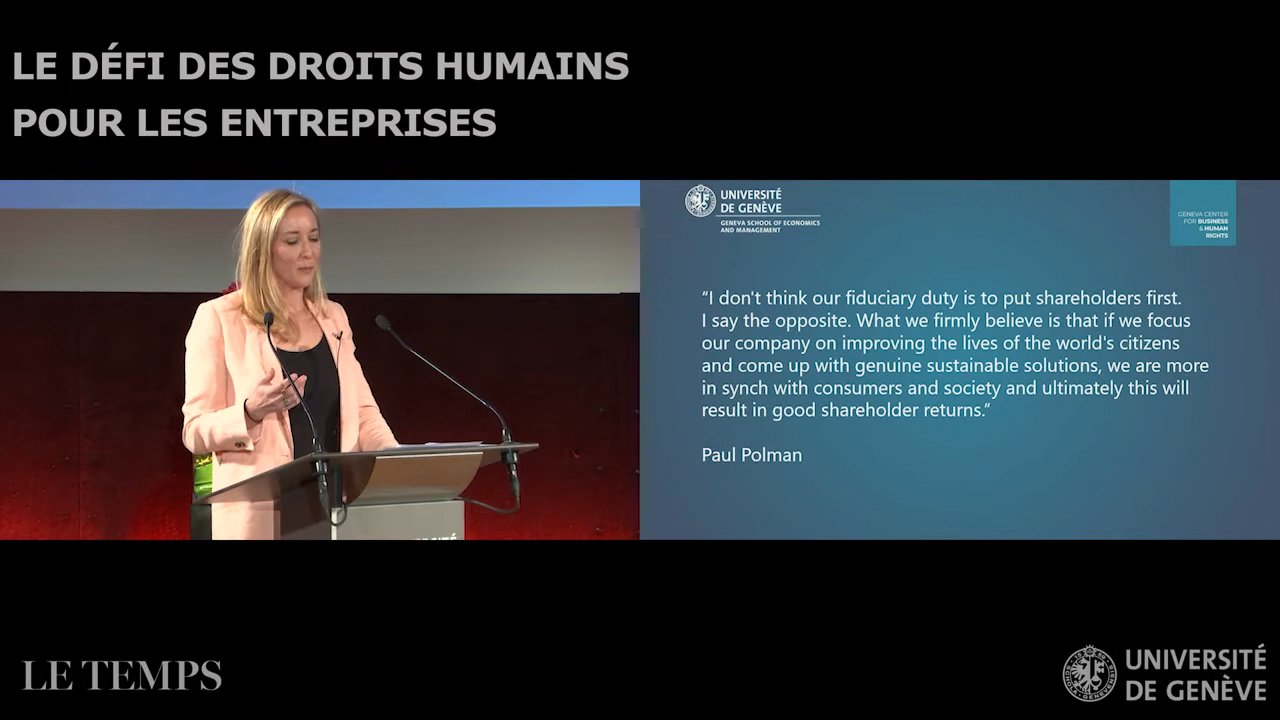 LE DÉFI DES DROITS HUMAINS
POUR LES ENTREPRISES
UNIVERSITÉ
DE GENÈVE
GENEVA SCHOOL OF ECONOMICS
AND MANAGEMENT
GENEVA CENTER
FOR BUSINESS
& HUMAN
RIGHTS
“I don't think our fiduciary duty is to put shareholders first.
I say the opposite. What we firmly believe is that if we focus
our company on improving the lives of the world's citizens
and come up with genuine sustainable solutions, we are more
in synch with consumers and society and ultimately this will
result in good shareholder returns.”
Paul Polman
LE TEMPS
UNIVERSITÉ
DE GENÈVE